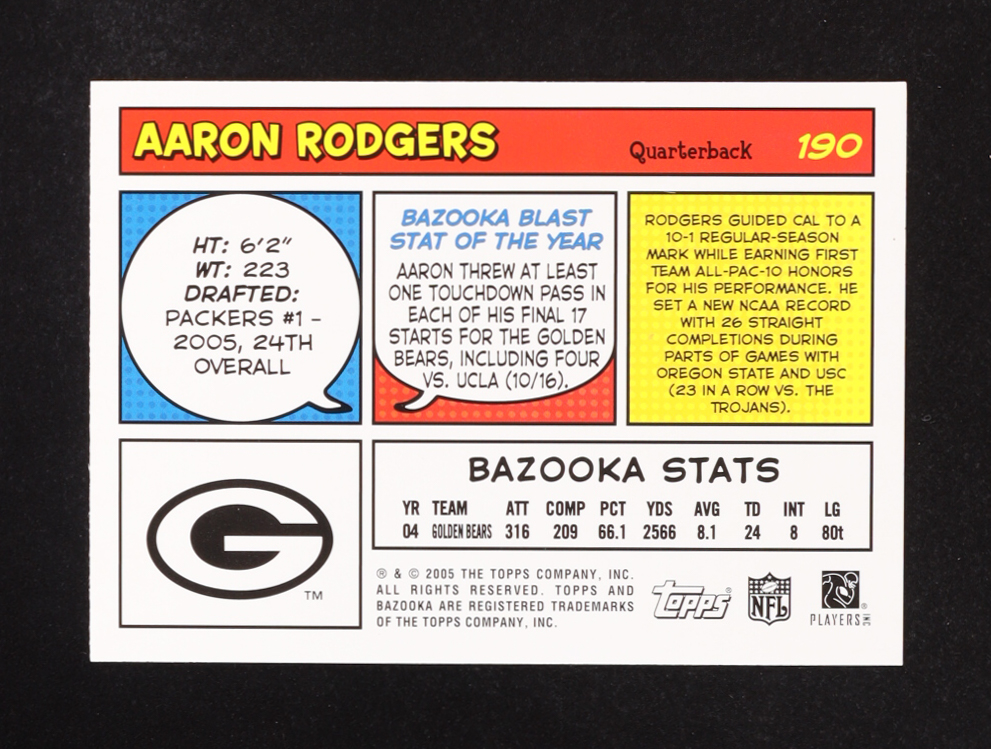 AARON RODGERS
Quarterback
190
HT: 6'2"
WT: 223
DRAFTED:
PACKERS #1 -
2005, 24TH
OVERALL
BAZOOKA BLAST
STAT OF THE YEAR
AARON THREW AT LEAST
ONE TOUCHDOWN PASS IN
EACH OF HIS FINAL 17
STARTS FOR THE GOLDEN
BEARS, INCLUDING FOUR
VS. UCLA (10/16).
RODGERS GUIDED CAL TO A
10-1 REGULAR-SEASON
MARK WHILE EARNING FIRST
TEAM ALL-PAC-10 HONORS
FOR HIS PERFORMANCE. HE
SET A NEW NCAA RECORD
WITH 26 STRAIGHT
COMPLETIONS DURING
PARTS OF GAMES WITH
OREGON STATE AND USC
(23 IN A ROW VS. THE
TROJANS).
G
TM
BAZOOKA STATS
YR TEAM ATT COMP PCT YDS AVG TD INT LG
04 GOLDEN BEARS 316 209 66.1 2566 8.1 24 8 80t
® & © 2005 THE TOPPS COMPANY, INC.
ALL RIGHTS RESERVED. TOPPS AND
BAZOOKA ARE REGISTERED TRADEMARKS
OF THE TOPPS COMPANY, INC.
Topps®
NFL
®
PLAYERS INC